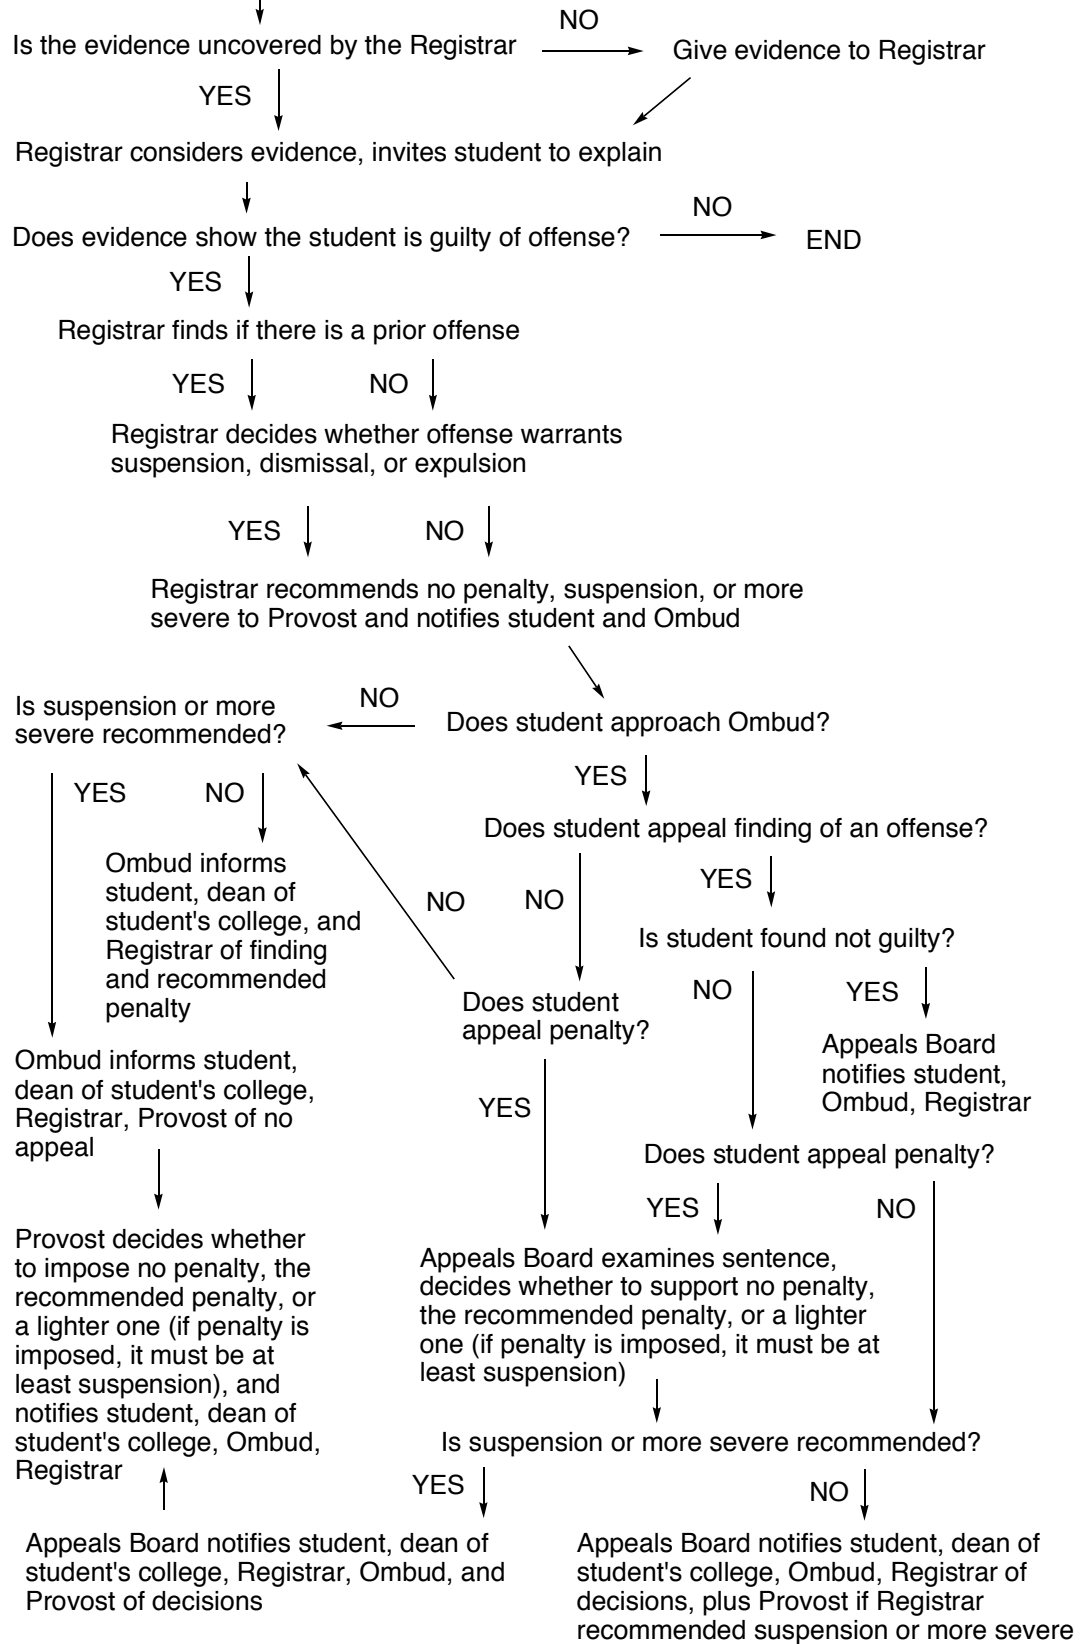 NO
Is the evidence uncovered by the Registrar
Give evidence to Registrar
YES
Registrar considers evidence, invites student to explain
NO
Does evidence show the student is guilty of offense?
END
YES
Registrar finds if there is a prior offense
YES
NO
Registrar decides whether offense warrants
suspension, dismissal, or expulsion
YES
NO
Registrar recommends no penalty, suspension, or more
severe to Provost and notifies student and Ombud
Is suspension or more
severe recommended?
NO
Does student approach Ombud?
YES
NO
YES
Does student appeal finding of an offense?
Ombud informs
student, dean of
student's college, and
Registrar of finding
and recommended
penalty
NO
NO
YES
Is student found not guilty?
Does student
appeal penalty?
NO
YES
Appeals Board
notifies student,
Ombud, Registrar
Ombud informs student,
dean of student's college,
Registrar, Provost of no
appeal
YES
Does student appeal penalty?
YES
NO
Provost decides whether
to impose no penalty, the
recommended penalty, or
a lighter one (if penalty is
imposed, it must be at
least suspension), and
notifies student, dean of
student's college, Ombud,
Registrar
Appeals Board examines sentence,
decides whether to support no penalty,
the recommended penalty, or a lighter
one (if penalty is imposed, it must be at
least suspension)
Is suspension or more severe recommended?
YES
NO
Appeals Board notifies student, dean of
student's college, Registrar, Ombud, and
Provost of decisions
Appeals Board notifies student, dean of
student's college, Ombud, Registrar of
decisions, plus Provost if Registrar
recommended suspension or more severe